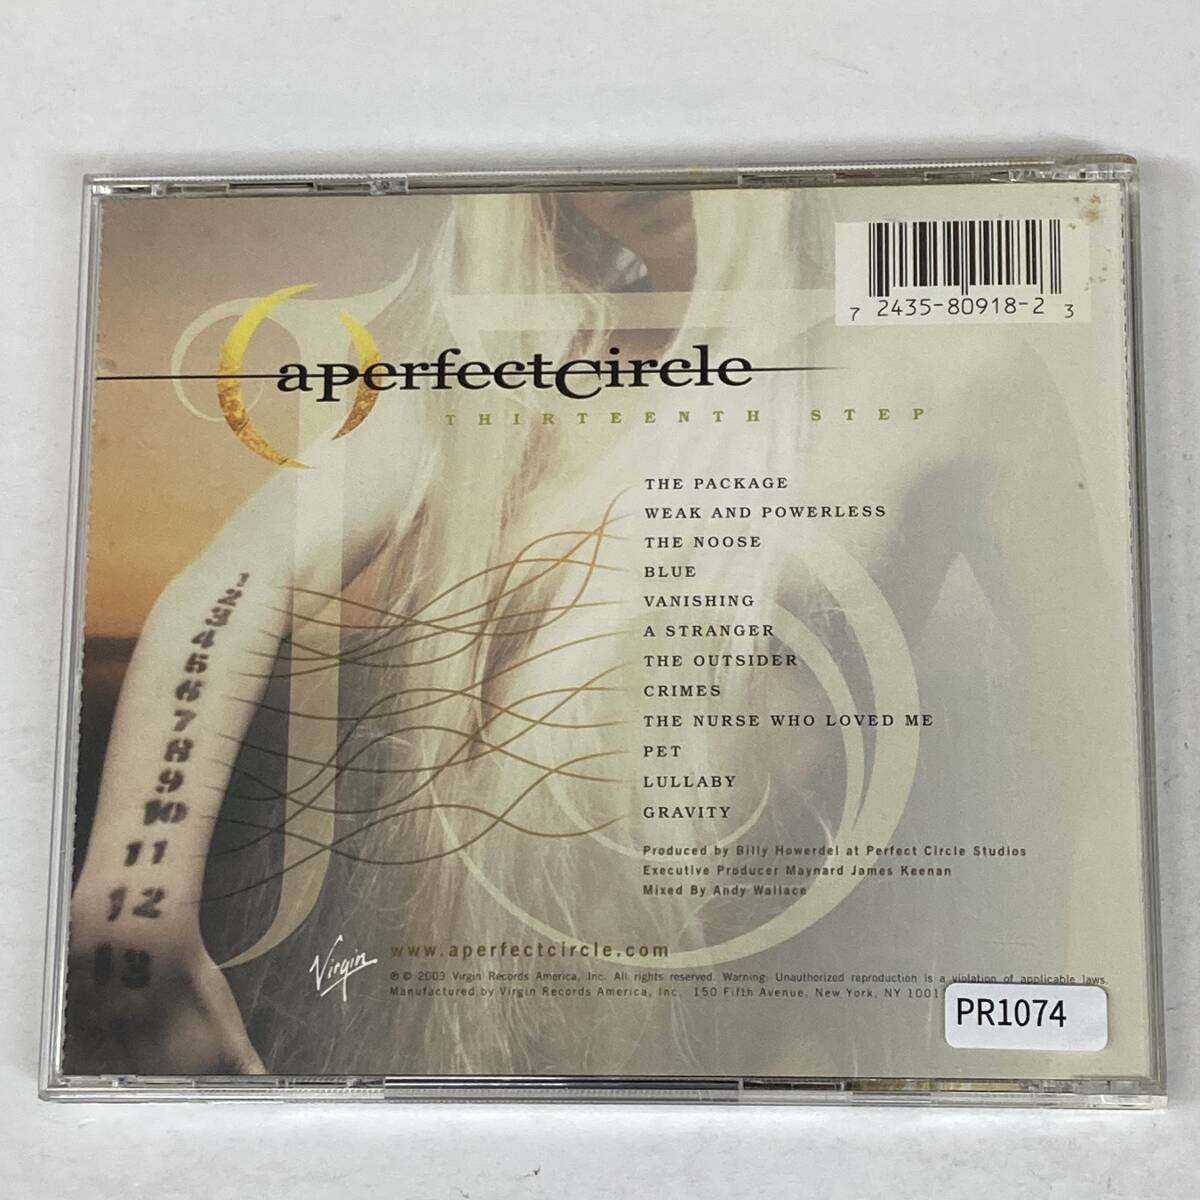 7 2435-80918-2 3
aperfectcircle
THIRTEENTH STEP
THE PACKAGE
WEAK AND POWERLESS
THE NOOSE
BLUE
VANISHING
A STRANGER
THE OUTSIDER
CRIMES
THE NURSE WHO LOVED ME
PET
LULLABY
GRAVITY
1
2
3
4
5
6
7
8
9
10
11
12
13
Produced by Billy Howerdel at Perfect Circle Studios
Executive Producer Maynard James Keenan
Mixed By Andy Wallace
Virgin
www.aperfectcircle.com
℗ © 2003 Virgin Records America, Inc. All rights reserved. Warning: Unauthorized reproduction is a violation of applicable laws.
Manufactured by Virgin Records America, Inc. 150 Fifth Avenue, New York, NY 1001
PR1074